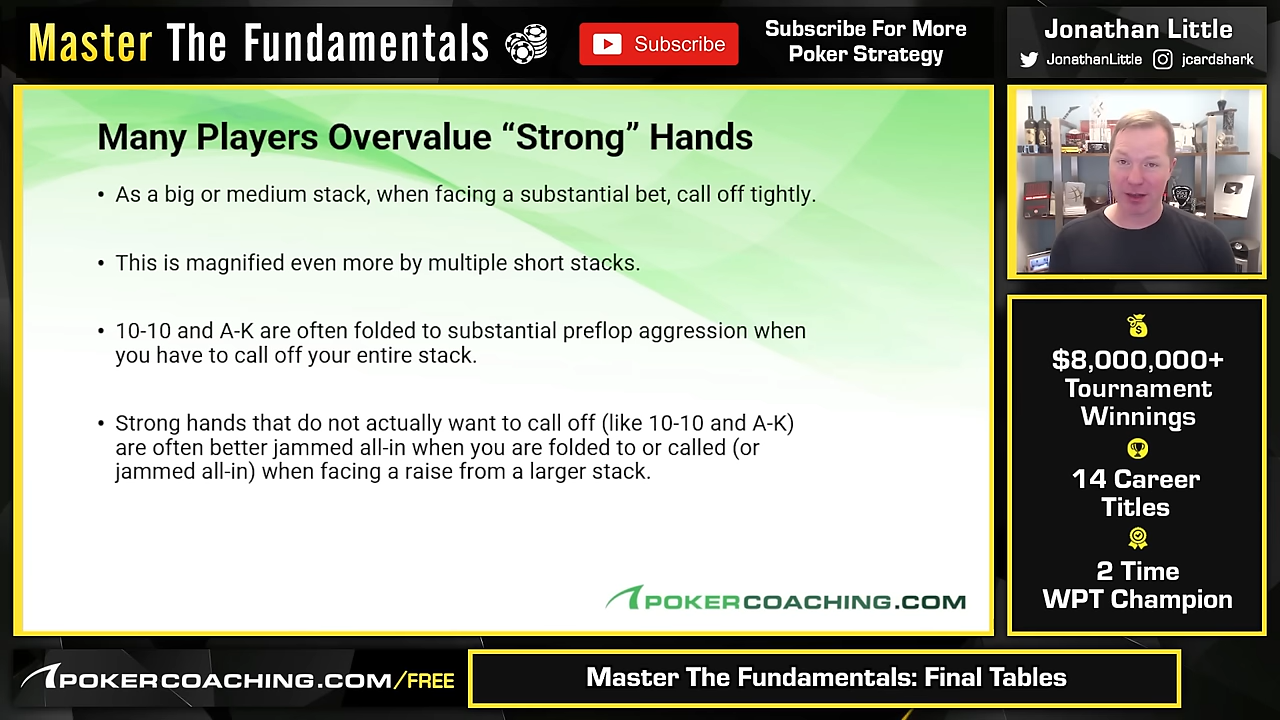 Master The Fundamentals
Subscribe
Subscribe For More
Poker Strategy
Jonathan Little
JonathanLittle jcardshark
Many Players Overvalue “Strong” Hands
• As a big or medium stack, when facing a substantial bet, call off tightly.
• This is magnified even more by multiple short stacks.
• 10-10 and A-K are often folded to substantial preflop aggression when
you have to call off your entire stack.
• Strong hands that do not actually want to call off (like 10-10 and A-K)
are often better jammed all-in when you are folded to or called (or
jammed all-in) when facing a raise from a larger stack.
POKERCOACHING.COM
$8,000,000+
Tournament
Winnings
14 Career
Titles
2 Time
WPT Champion
POKERCOACHING.COM/FREE
Master The Fundamentals: Final Tables